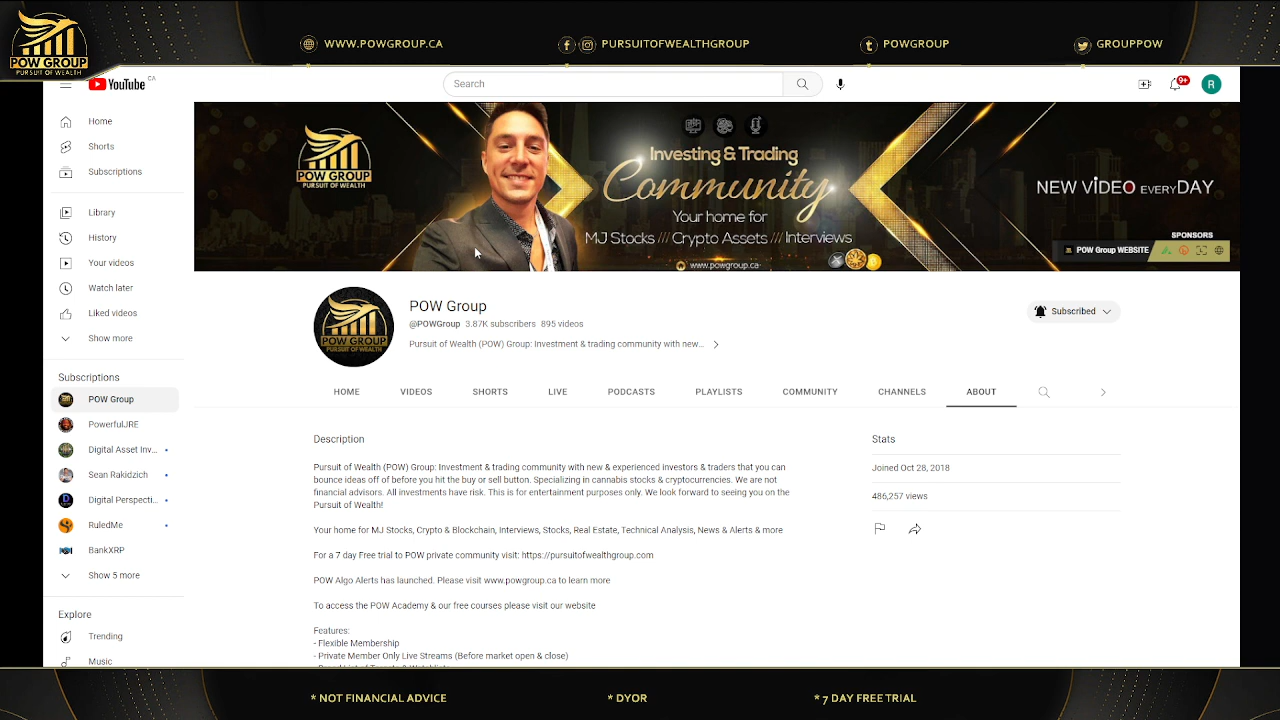 POW GROUP
PURSUIT OF WEALTH
WWW.POWGROUP.CA
PURSUITOFWEALTHGROUP
POWGROUP
GROUPPOW
YouTube CA
Search
9+
R
Home
Shorts
Subscriptions
Library
History
Your videos
Watch later
Liked videos
Show more
Subscriptions
POW Group
PowerfulJRE
Digital Asset Inv...
Sean Rakidzich
Digital Perspecti...
RuledMe
BankXRP
Show 5 more
Explore
Trending
Music
POW GROUP
PURSUIT OF WEALTH
Investing & Trading
Community
Your home for
MJ Stocks /// Crypto Assets /// Interviews
www.powgroup.ca
NEW VIDEO EVERYDAY
SPONSORS
POW Group WEBSITE
POW GROUP
PURSUIT OF WEALTH
POW Group
@POWGroup 3.87K subscribers 895 videos
Pursuit of Wealth (POW) Group: Investment & trading community with new...
Subscribed
HOME VIDEOS SHORTS LIVE PODCASTS PLAYLISTS COMMUNITY CHANNELS ABOUT
Description
Pursuit of Wealth (POW) Group: Investment & trading community with new & experienced investors & traders that you can
bounce ideas off of before you hit the buy or sell button. Specializing in cannabis stocks & cryptocurrencies. We are not
financial advisors. All investments have risk. This is for entertainment purposes only. We look forward to seeing you on the
Pursuit of Wealth!
Your home for MJ Stocks, Crypto & Blockchain, Interviews, Stocks, Real Estate, Technical Analysis, News & Alerts & more
For a 7 day Free trial to POW private community visit: https://pursuitofwealthgroup.com
POW Algo Alerts has launched. Please visit www.powgroup.ca to learn more
To access the POW Academy & our free courses please visit our website
Features:
- Flexible Membership
- Private Member Only Live Streams (Before market open & close)
Stats
Joined Oct 28, 2018
486,257 views
* NOT FINANCIAL ADVICE
* DYOR
* 7 DAY FREE TRIAL